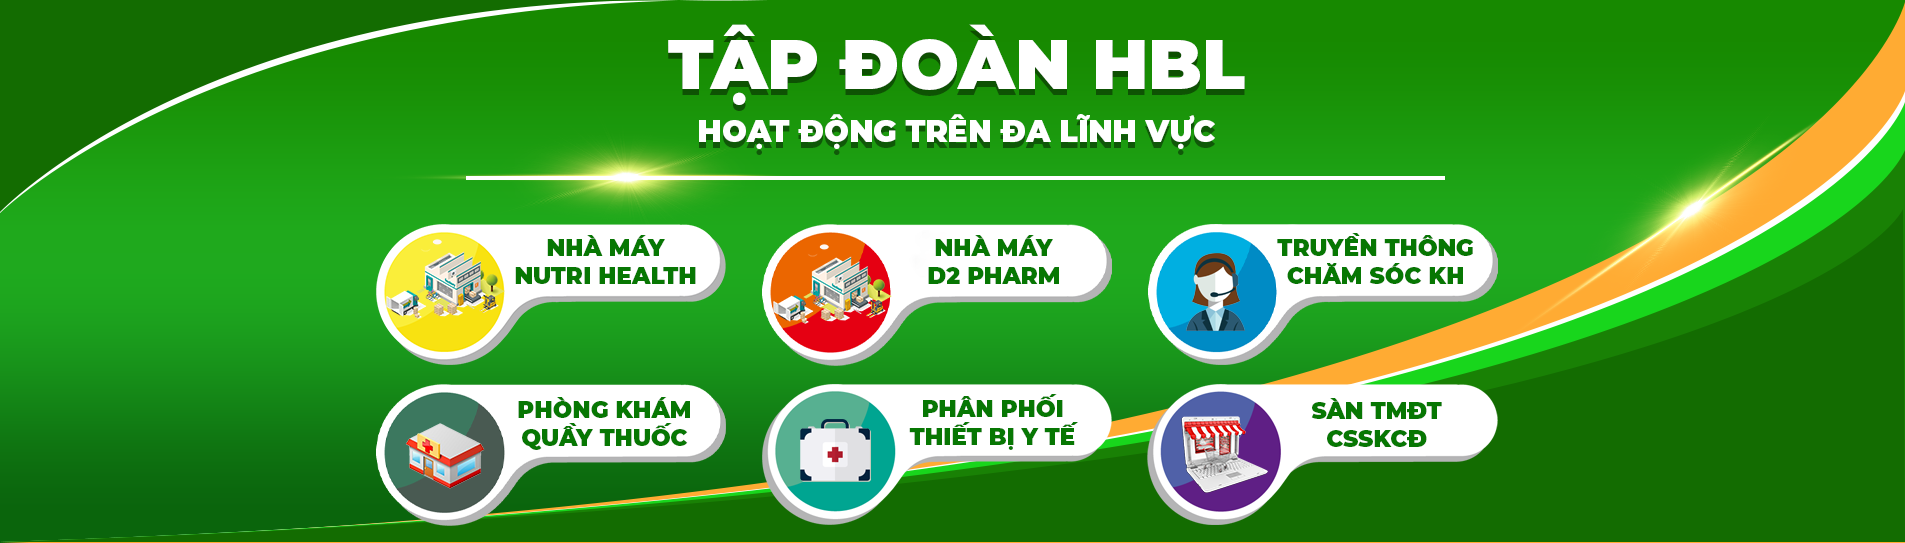 TẬP ĐOÀN HBL
HOẠT ĐỘNG TRÊN ĐA LĨNH VỰC
NHÀ MÁY
NUTRI HEALTH
NHÀ MÁY
D2 PHARM
TRUYỀN THÔNG
CHĂM SÓC KH
PHÒNG KHÁM
QUẦY THUỐC
PHÂN PHỐI
THIẾT BỊ Y TẾ
SÀN TMĐT
CSSKCĐ